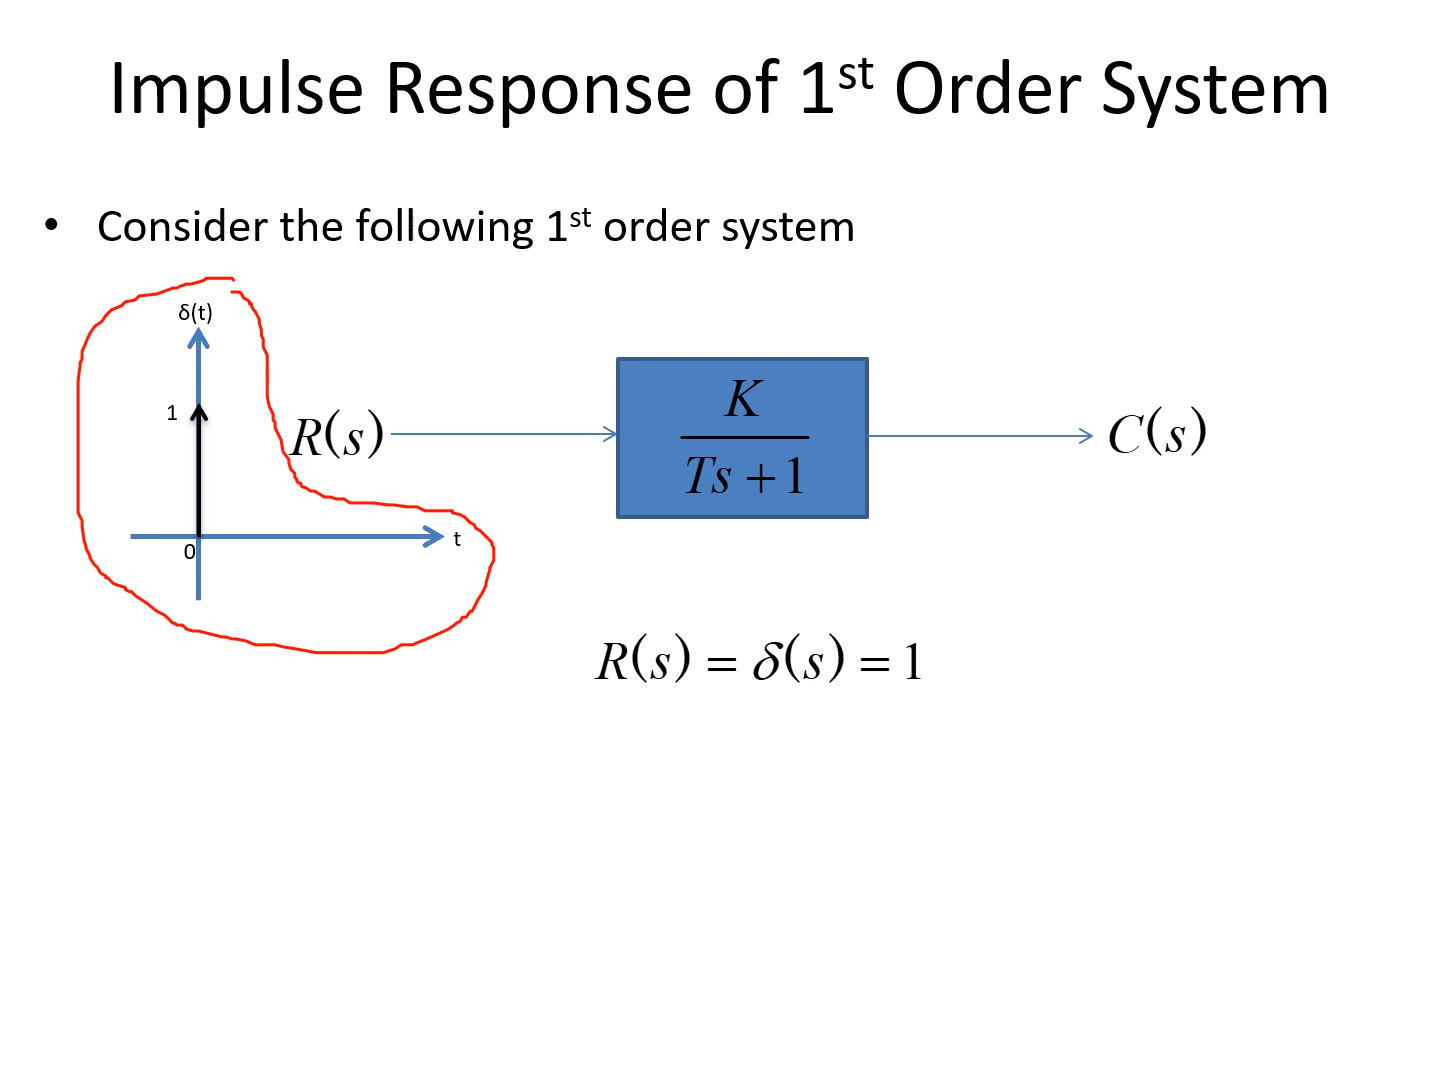 Impulse Response of 1st Order System
• Consider the following 1st order system
δ(t)
1
0
t
R(s)
K
Ts + 1
C(s)
R(s) = δ(s) = 1